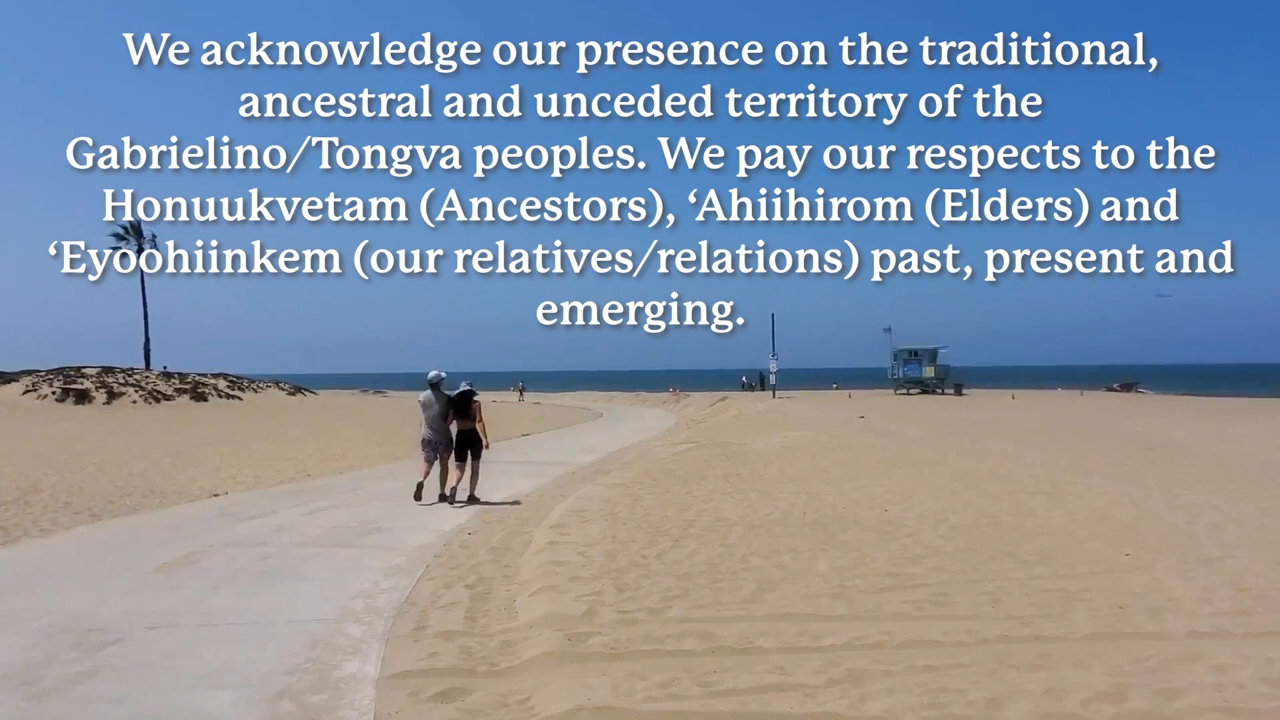 We acknowledge our presence on the traditional,
ancestral and unceded territory of the
Gabrielino/Tongva peoples. We pay our respects to the
Honuukvetam (Ancestors), ‘Ahiihirom (Elders) and
‘Eyoohiinkem (our relatives/relations) past, present and
emerging.